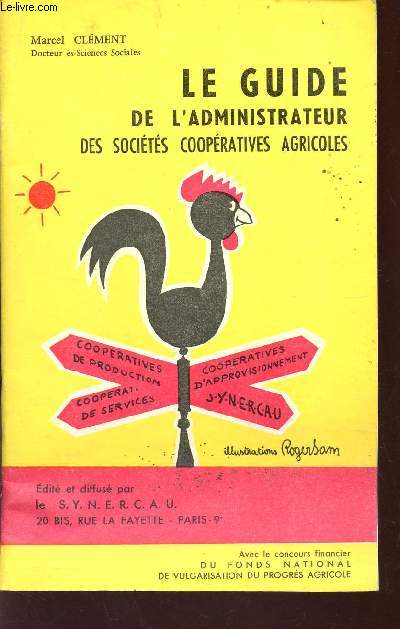 www.le-livre.com
Marcel CLÉMENT
Docteur ès-Sciences Sociales
LE GUIDE
DE L'ADMINISTRATEUR
DES SOCIÉTÉS COOPÉRATIVES AGRICOLES
COOPÉRATIVES
DE PRODUCTION
COOPÉRATIVES
D'APPROVISIONNEMENT
COOPÉRATI.
DE SERVICES
S.Y.N.E.R.C.A.U
illustrations RogerSam
Édité et diffusé par
le S.Y.N.E.R.C.A.U.
20 BIS, RUE LA FAYETTE - PARIS-9e
Avec le concours financier
DU FONDS NATIONAL
DE VULGARISATION DU PROGRÈS AGRICOLE